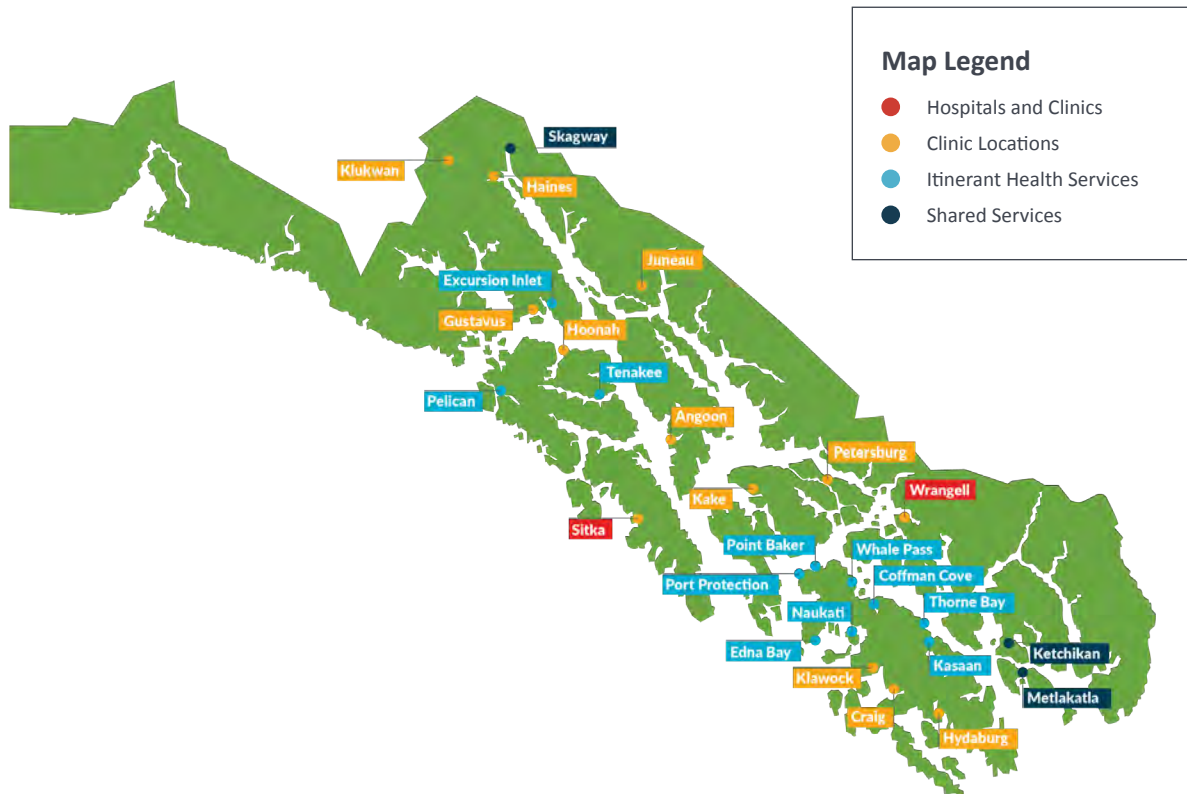 Map Legend
Hospitals and Clinics
Clinic Locations
Itinerant Health Services
Shared Services
Skagway
Klukwan
Haines
Juneau
Excursion Inlet
Gustavus
Hoonah
Tenakee
Pelican
Angoon
Petersburg
Kake
Wrangell
Sitka
Point Baker
Whale Pass
Port Protection
Coffman Cove
Thorne Bay
Naukati
Edna Bay
Ketchikan
Kasaan
Klawock
Metlakatla
Craig
Hydaburg